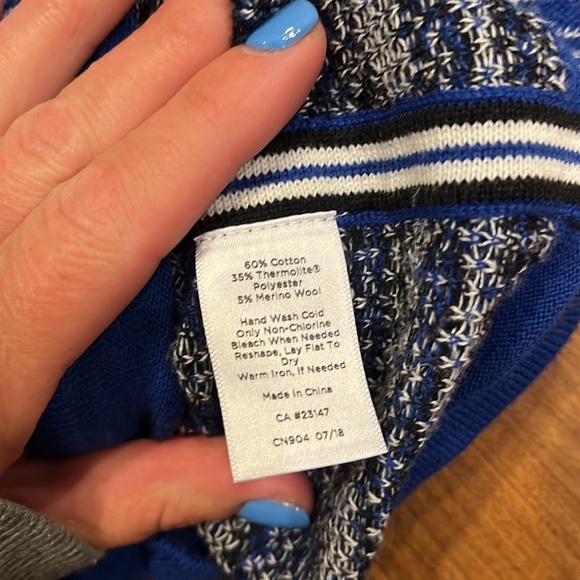 60% Cotton
35% Thermolite®
Polyester
5% Merino Wool
Hand Wash Cold
Only Non-Chlorine
Bleach When Needed
Reshape, Lay Flat To
Dry
Warm Iron, If Needed
Made In China
CA #23147
CN904 07/18